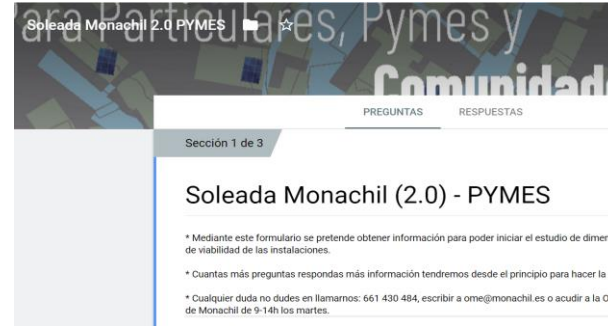 Para Particulares, Pymes y
Soleada Monachil 2.0 PYMES
Comunidad
PREGUNTAS RESPUESTAS
Sección 1 de 3
Soleada Monachil (2.0) - PYMES
* Mediante este formulario se pretende obtener información para poder iniciar el estudio de dimen
de viabilidad de las instalaciones.
* Cuantas más preguntas respondas más información tendremos desde el principio para hacer la
* Cualquier duda no dudes en llamarnos: 661 430 484, escribir a ome@monachil.es o acudir a la O
de Monachil de 9-14h los martes.